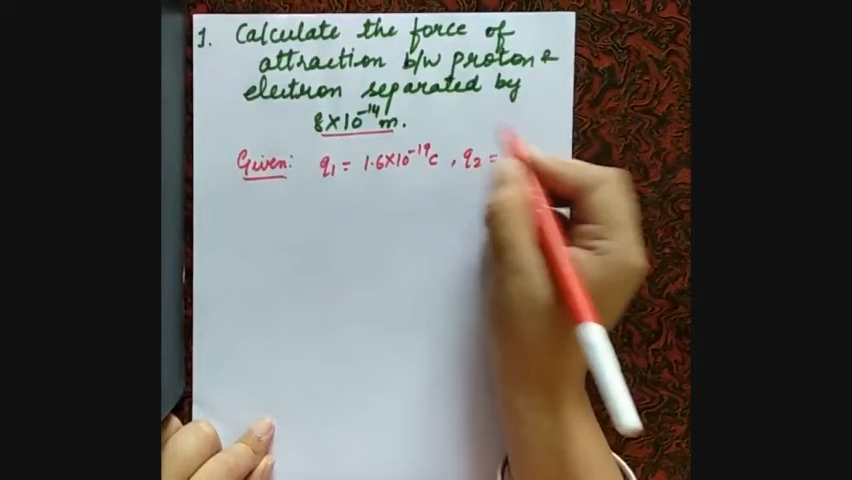 1. Calculate the force of
attraction b/w proton &
electron separated by
8×10⁻¹⁴m.
Given: q₁ = 1.6×10⁻¹⁹C, q₂ =